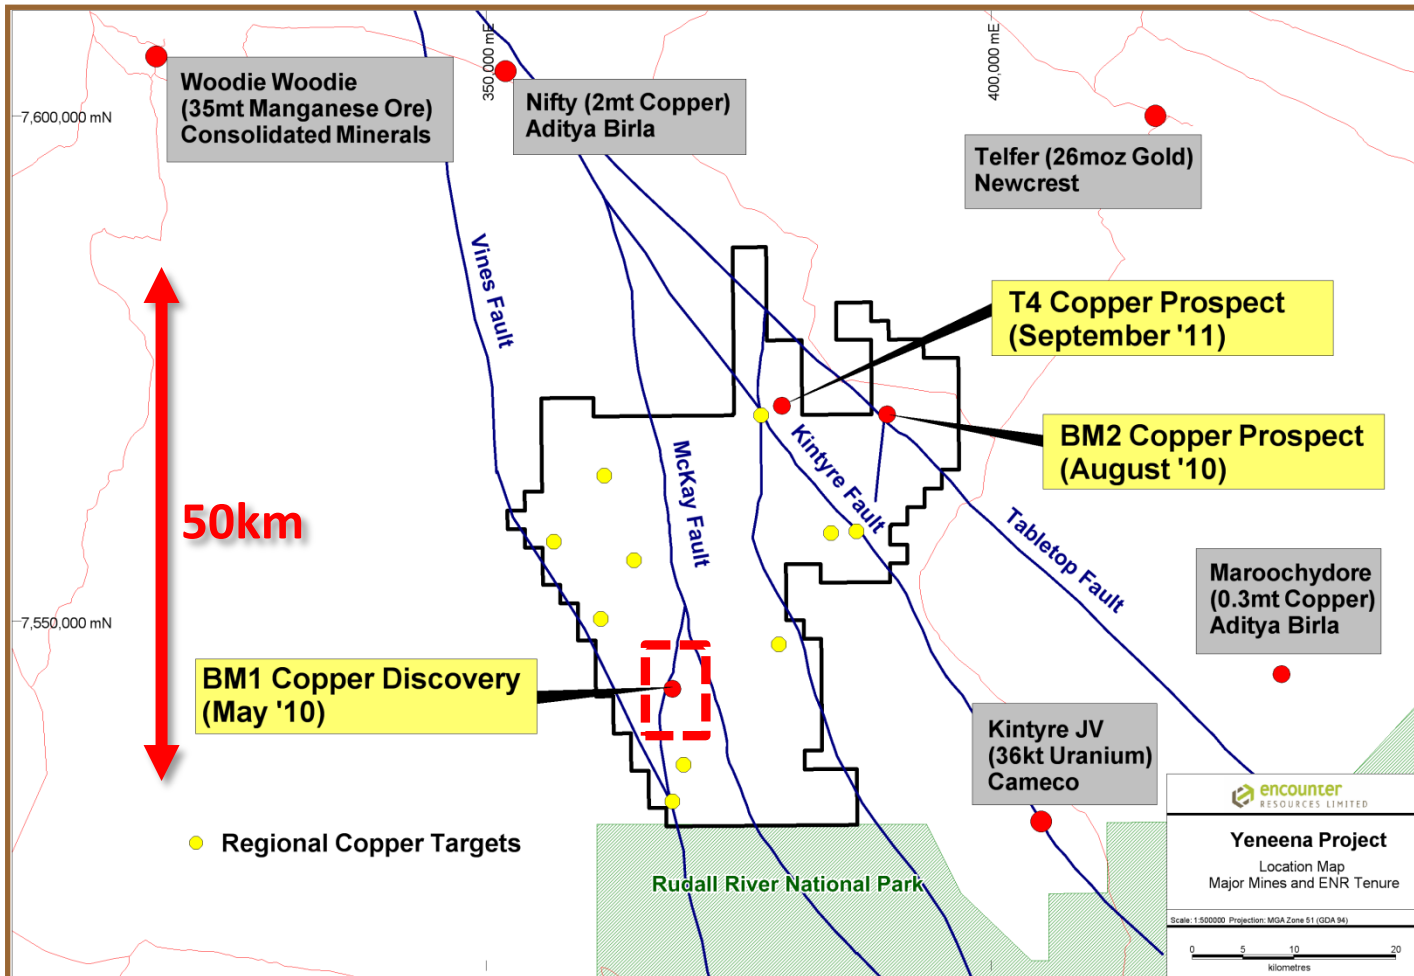 350,000 mE
400,000 mE
7,600,000 mN
7,550,000 mN
Woodie Woodie
(35mt Manganese Ore)
Consolidated Minerals
Nifty (2mt Copper)
Aditya Birla
Telfer (26moz Gold)
Newcrest
Vines Fault
T4 Copper Prospect
(September '11)
BM2 Copper Prospect
(August '10)
McKay Fault
Kintyre Fault
Tabletop Fault
50km
Maroochydore
(0.3mt Copper)
Aditya Birla
BM1 Copper Discovery
(May '10)
Kintyre JV
(36kt Uranium)
Cameco
Regional Copper Targets
Rudall River National Park
encounter
RESOURCES LIMITED
Yeneena Project
Location Map
Major Mines and ENR Tenure
Scale: 1:500000 Projection: MGA Zone 51 (GDA 94)
0 5 10 20
kilometres